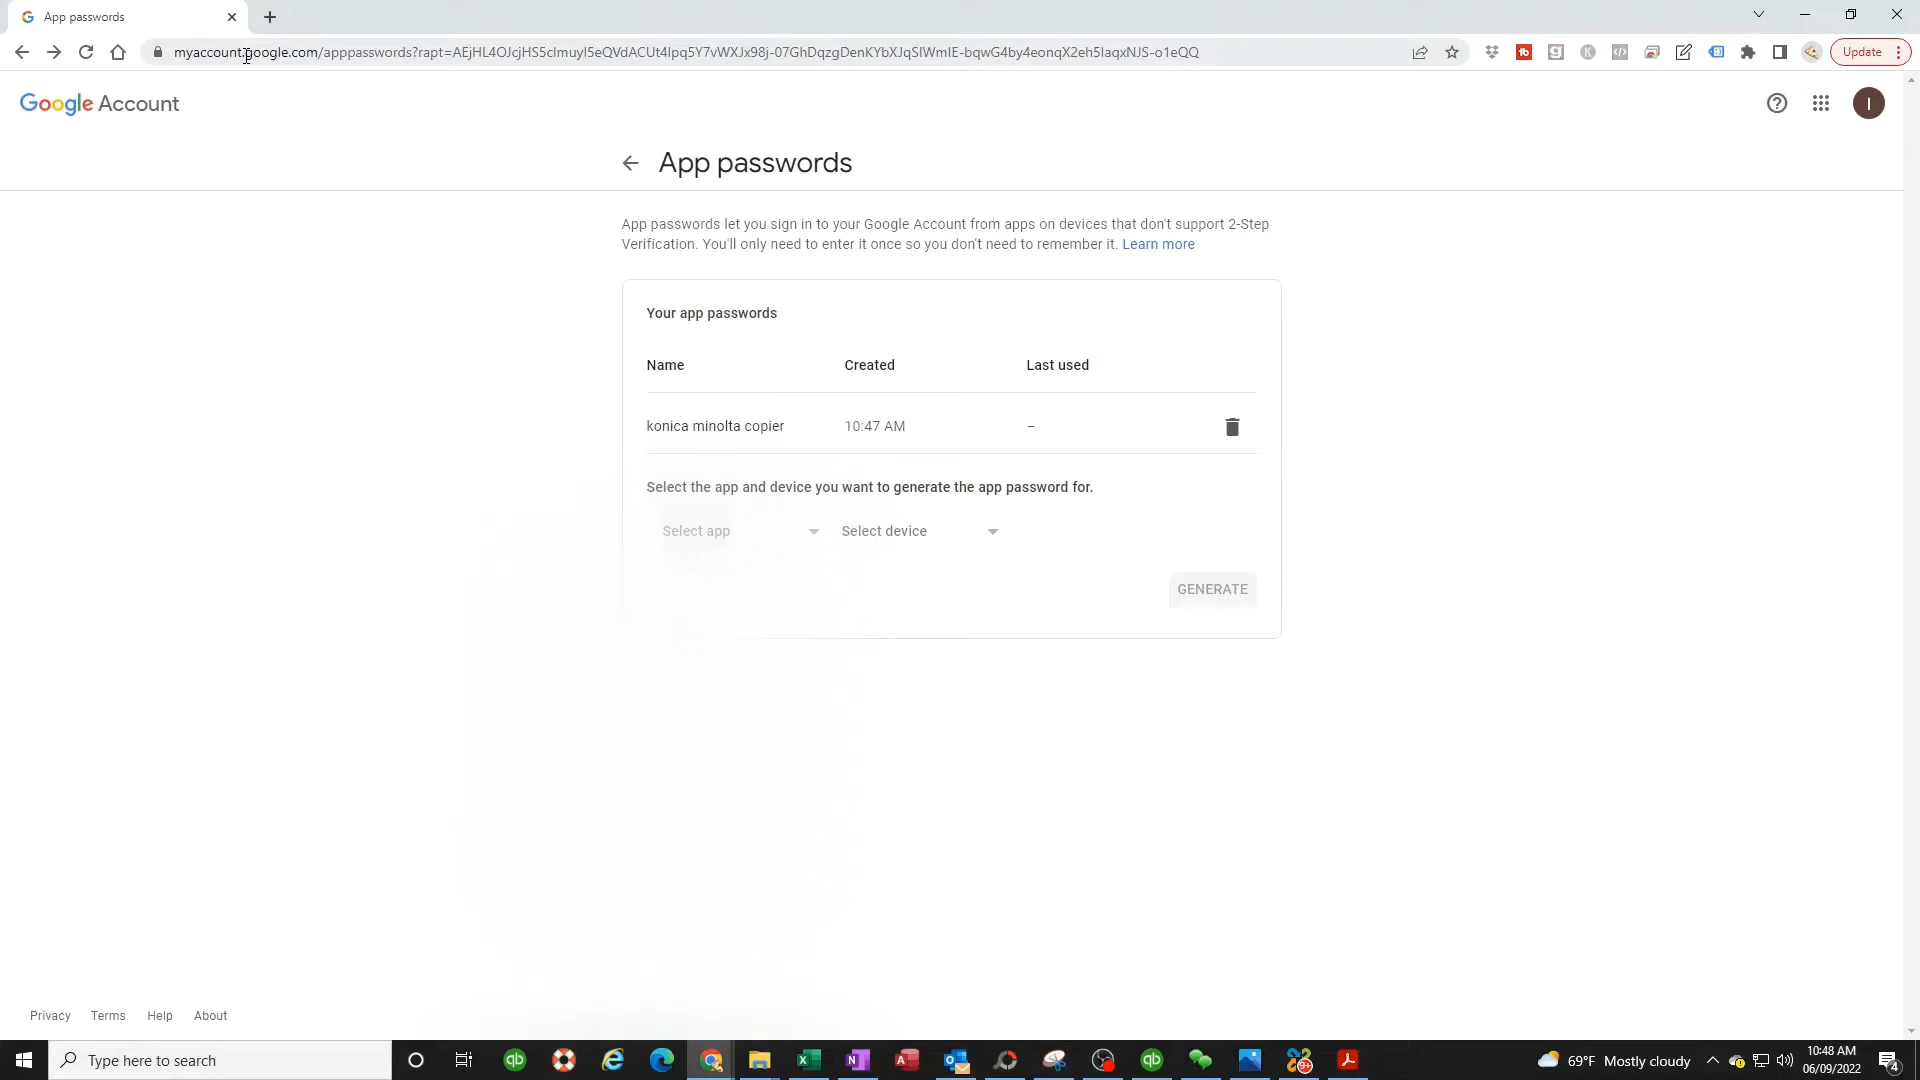 App passwords
myaccount.google.com/apppasswords?rapt=AEjHL4OJcjHS5clmuyI5eQVdACUt4Ipq5Y7vWXJx98j-07GhDqzgDenKYbXJqSIWmIE-bqwG4by4eonqX2eh5IaqxNJS-o1eQQ
Update
Google Account
I
App passwords
App passwords let you sign in to your Google Account from apps on devices that don't support 2-Step
Verification. You'll only need to enter it once so you don't need to remember it. Learn more
Your app passwords
Name Created Last used
konica minolta copier 10:47 AM –
Select the app and device you want to generate the app password for.
Select app Select device
GENERATE
Privacy Terms Help About
Type here to search
69°F Mostly cloudy
10:48 AM
06/09/2022
4